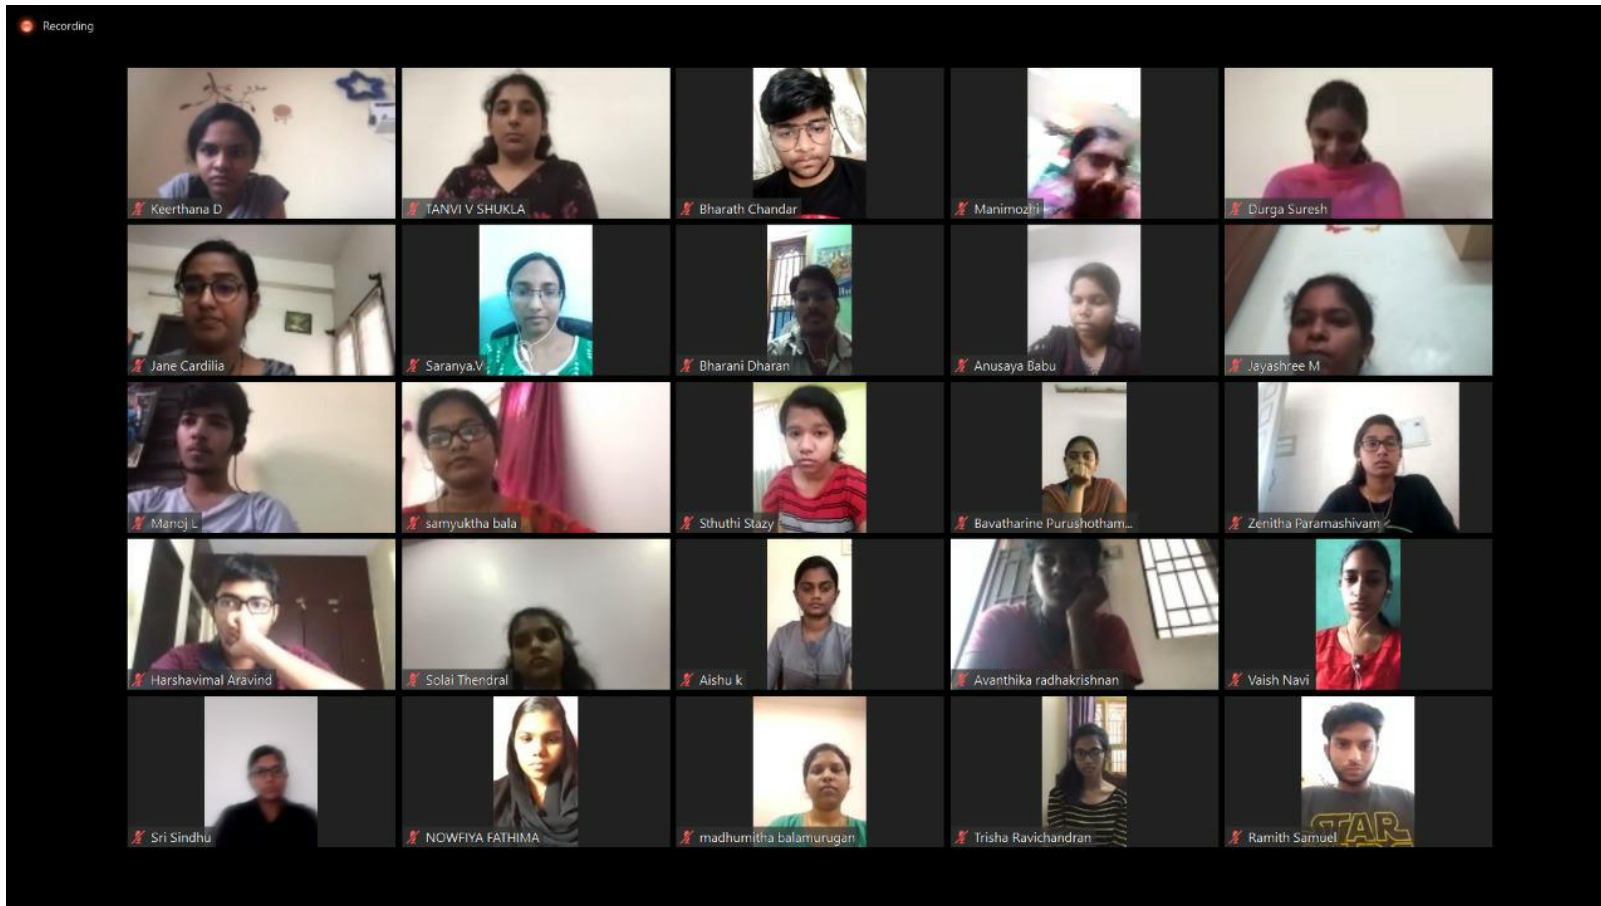 Recording
Keerthana D
TANVI V SHUKLA
Bharath Chandar
Manimozhi
Durga Suresh
Jane Cardilia
Saranya.V
Bharani Dharan
Anusaya Babu
Jayashree M
Manoj L
samyuktha bala
Sthuthi Stazy
Bavatharine Purushotham...
Zenitha Paramashivam
Harshavimal Aravind
Solai Thendral
Aishu k
Avanthika radhakrishnan
Vaish Navi
Sri Sindhu
NOWFIYA FATHIMA
madhumitha balamurugan
Trisha Ravichandran
STAR
Ramith Samuel